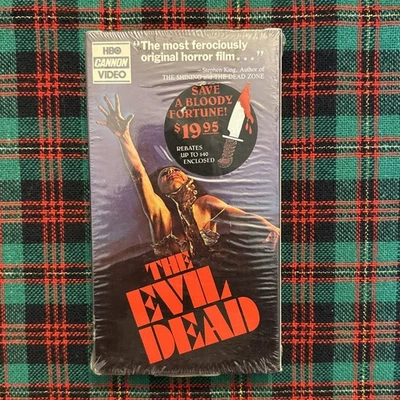 HBO
CANNON
VIDEO
"The most ferociously
original horror film..."
—Stephen King, Author of
THE SHINING and THE DEAD ZONE
SAVE
A BLOODY
FORTUNE!
$19.95
REBATES
UP TO $40
ENCLOSED
THE
EVIL
DEAD